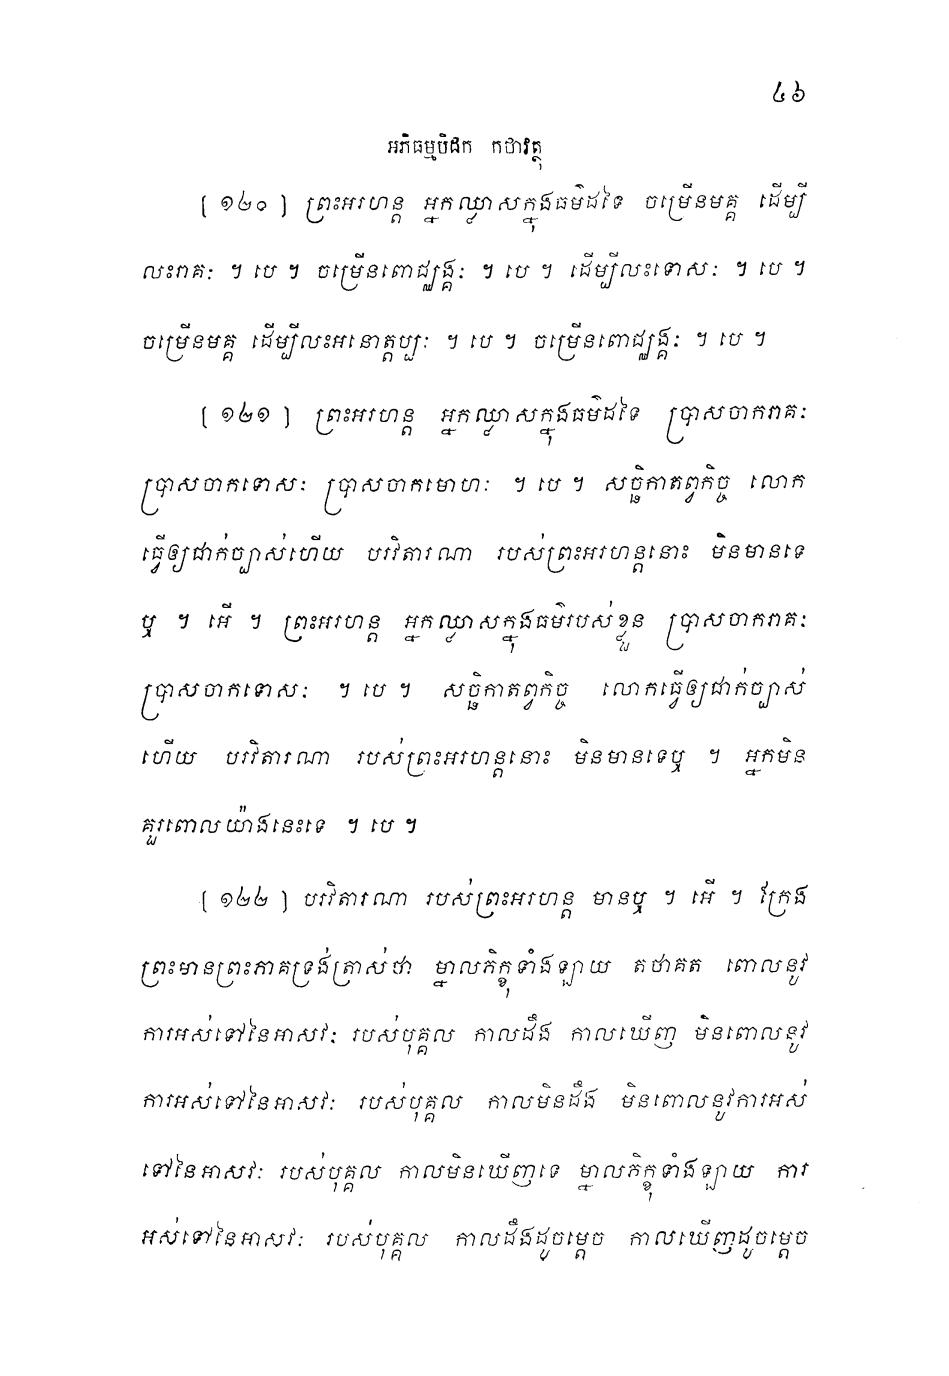 ៤៦
អភិធម្មបិដក កថាវត្ថុ
[ ១២០ ] ព្រះអរហន្ត អ្នកឈ្លាសក្នុងធម៌ដទៃ ចម្រើនមគ្គ ដើម្បី
លះរាគៈ ។ បេ ។ ចម្រើនពោជ្ឈង្គៈ ។ បេ ។ ដើម្បីលះទោសៈ ។ បេ ។
ចម្រើនមគ្គ ដើម្បីលះអនោត្តប្បៈ ។ បេ ។ ចម្រើនពោជ្ឈង្គៈ ។ បេ ។
[ ១២១ ] ព្រះអរហន្ត អ្នកឈ្លាសក្នុងធម៌ដទៃ ប្រាសចាករាគៈ
ប្រាសចាកទោសៈ ប្រាសចាកមោហៈ ។ បេ ។ សច្ឆិកាតព្វកិច្ច លោក
ធ្វើឲ្យជាក់ច្បាស់ហើយ បរវិតារណា របស់ព្រះអរហន្តនោះ មិនមានទេ
ឬ ។ អើ ។ ព្រះអរហន្ត អ្នកឈ្លាសក្នុងធម៌របស់ខ្លួន ប្រាសចាករាគៈ
ប្រាសចាកទោសៈ ។ បេ ។ សច្ឆិកាតព្វកិច្ច លោកធ្វើឲ្យជាក់ច្បាស់
ហើយ បរវិតារណា របស់ព្រះអរហន្តនោះ មិនមានទេឬ ។ អ្នកមិន
គួរពោលយ៉ាងនេះទេ ។ បេ ។
[ ១២២ ] បរវិតារណា របស់ព្រះអរហន្ត មានឬ ។ អើ ។ ក្រែង
ព្រះមានព្រះភាគទ្រង់ត្រាស់ថា ម្នាលភិក្ខុទាំងឡាយ តថាគត ពោលនូវ
ការអស់ទៅនៃអាសវៈ របស់បុគ្គល កាលដឹង កាលឃើញ មិនពោលនូវ
ការអស់ទៅនៃអាសវៈ របស់បុគ្គល កាលមិនដឹង មិនពោលនូវការអស់
ទៅនៃអាសវៈ របស់បុគ្គល កាលមិនឃើញទេ ម្នាលភិក្ខុទាំងឡាយ ការ
អស់ទៅនៃអាសវៈ របស់បុគ្គល កាលដឹងដូចម្តេច កាលឃើញដូចម្តេច